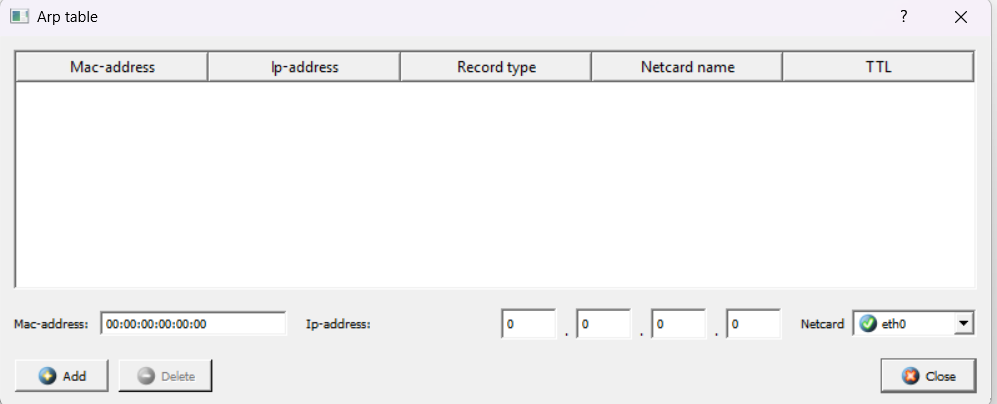 Arp table ?
Mac-address Ip-address Record type Netcard name TTL
Mac-address: 00:00:00:00:00:00 Ip-address: 0 . 0 . 0 . 0 Netcard eth0
Add Delete Close